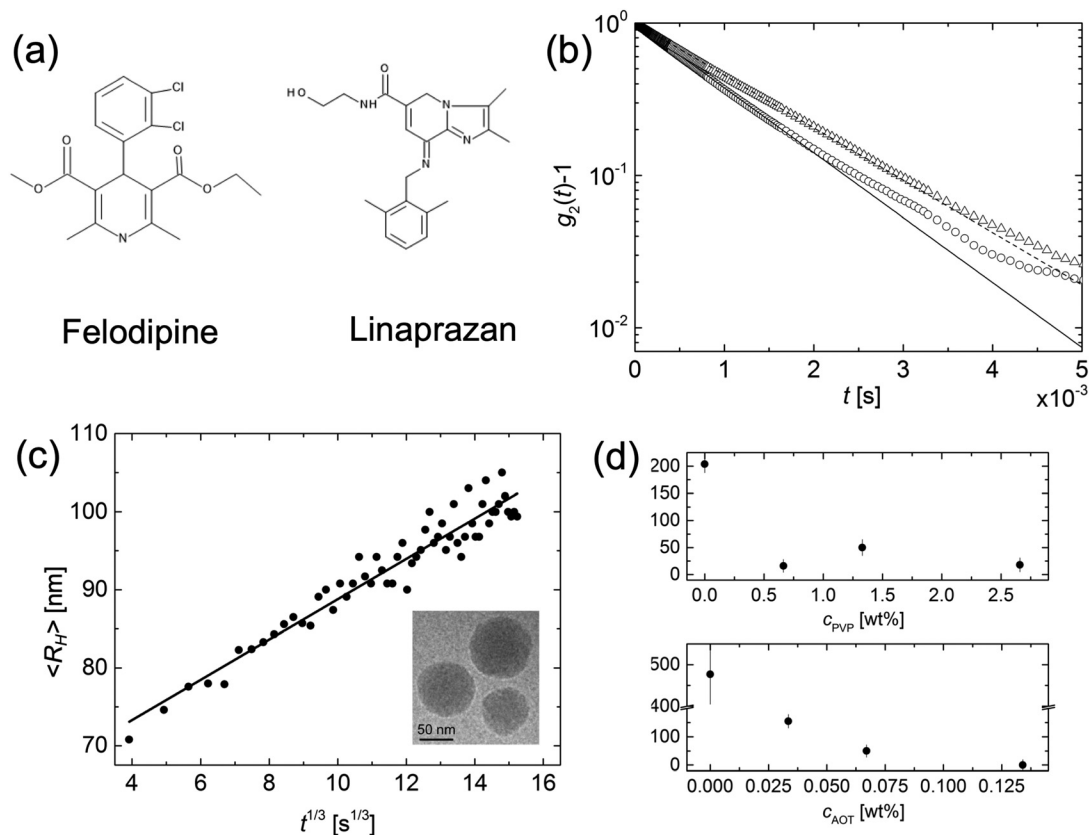 (a)
Cl
Cl
O
O
O
O
N
HO
O
NH
N
N
N
Felodipine
Linaprazan
(b)
g₂(t)-1
10⁰
10⁻¹
10⁻²
0 1 2 3 4 5
t [s]
x10⁻³
(c)
<R_H> [nm]
110
100
90
80
70
50 nm
4 6 8 10 12 14 16
t^1/3 [s^1/3]
(d)
200
150
100
50
0
0.0 0.5 1.0 1.5 2.0 2.5
c_PVP [wt%]
500
400
100
0
0.000 0.025 0.050 0.075 0.100 0.125
c_AOT [wt%]